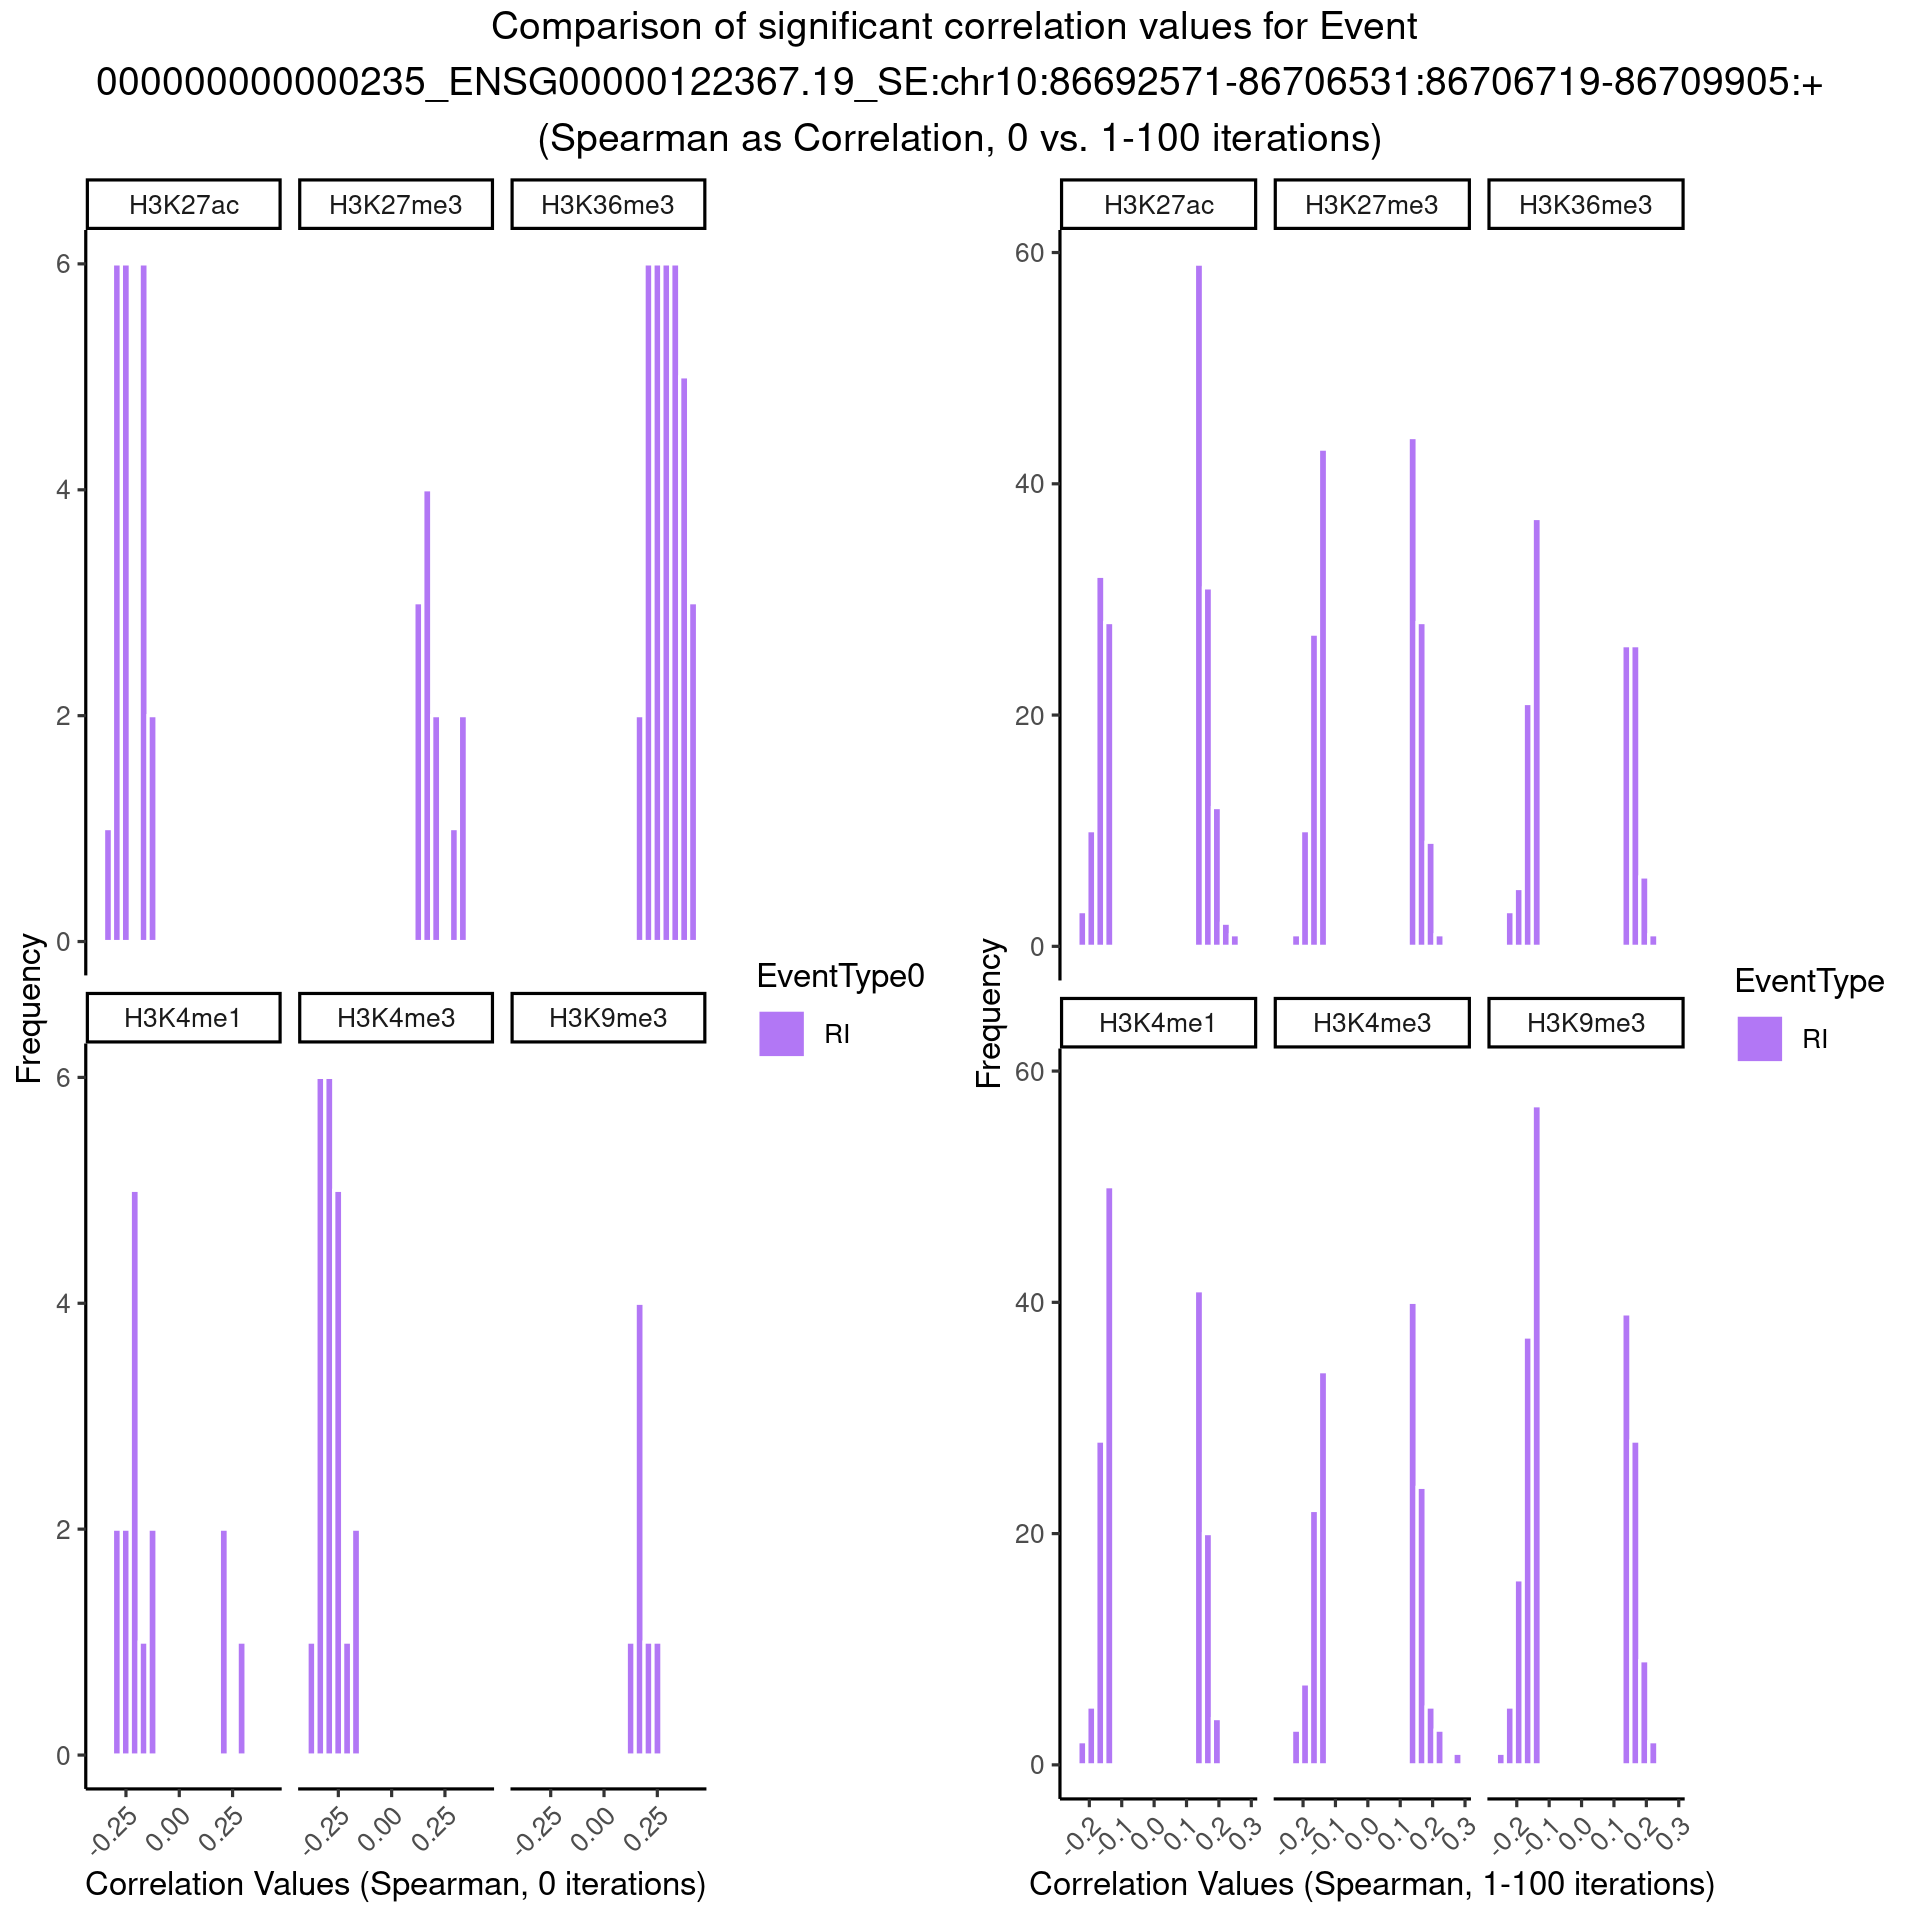 Comparison of significant correlation values for Event
000000000000235_ENSG00000122367.19_SE:chr10:86692571-86706531:86706719-86709905:+
(Spearman as Correlation, 0 vs. 1-100 iterations)
H3K27ac H3K27me3 H3K36me3
6
4
2
0
H3K4me1 H3K4me3 H3K9me3
6
4
2
0
Frequency
-0.25 0.00 0.25 -0.25 0.00 0.25 -0.25 0.00 0.25
Correlation Values (Spearman, 0 iterations)
EventType0
RI
H3K27ac H3K27me3 H3K36me3
60
40
20
0
H3K4me1 H3K4me3 H3K9me3
60
40
20
0
Frequency
-0.2 -0.1 -0.0 0.1 0.2 0.3 -0.2 -0.1 -0.0 0.1 0.2 0.3 -0.2 -0.1 -0.0 0.1 0.2 0.3
Correlation Values (Spearman, 1-100 iterations)
EventType
RI